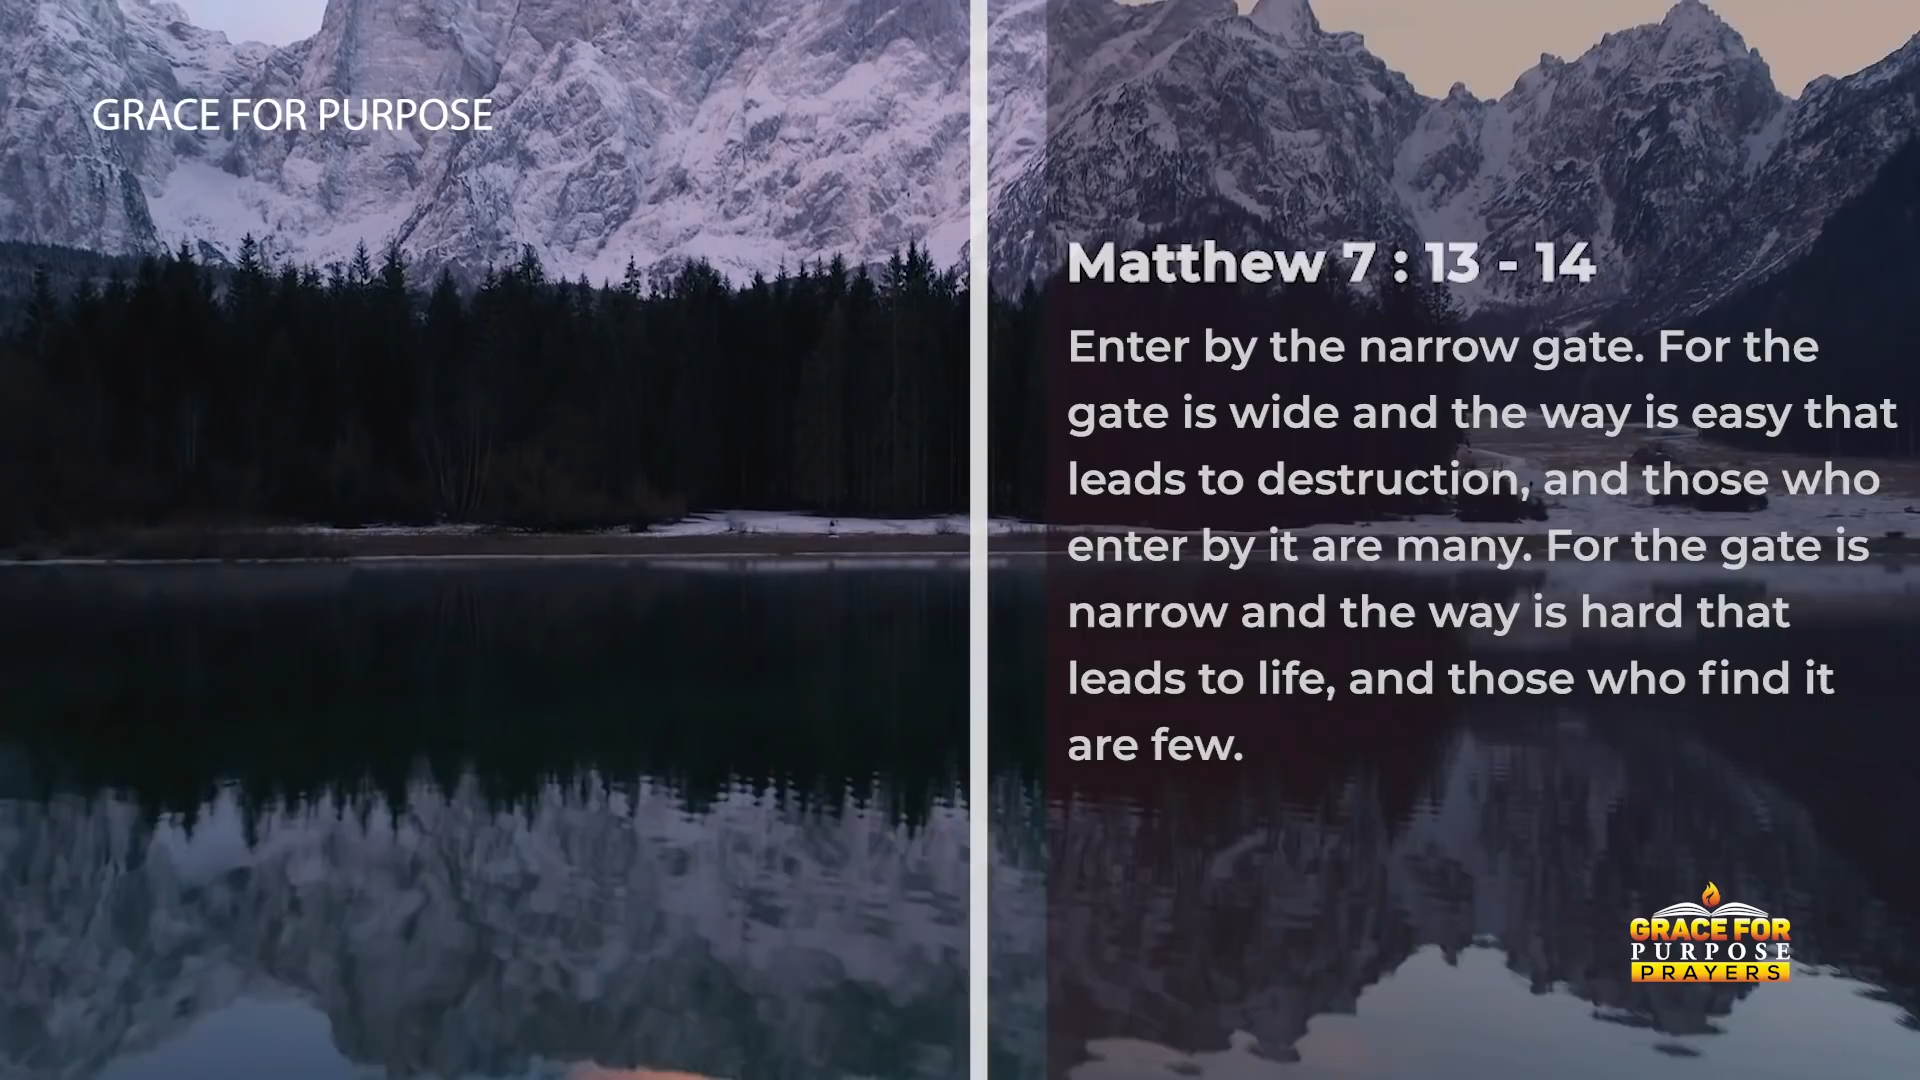 GRACE FOR PURPOSE
Matthew 7 : 13 - 14
Enter by the narrow gate. For the
gate is wide and the way is easy that
leads to destruction, and those who
enter by it are many. For the gate is
narrow and the way is hard that
leads to life, and those who find it
are few.
GRACE FOR
PURPOSE
PRAYERS